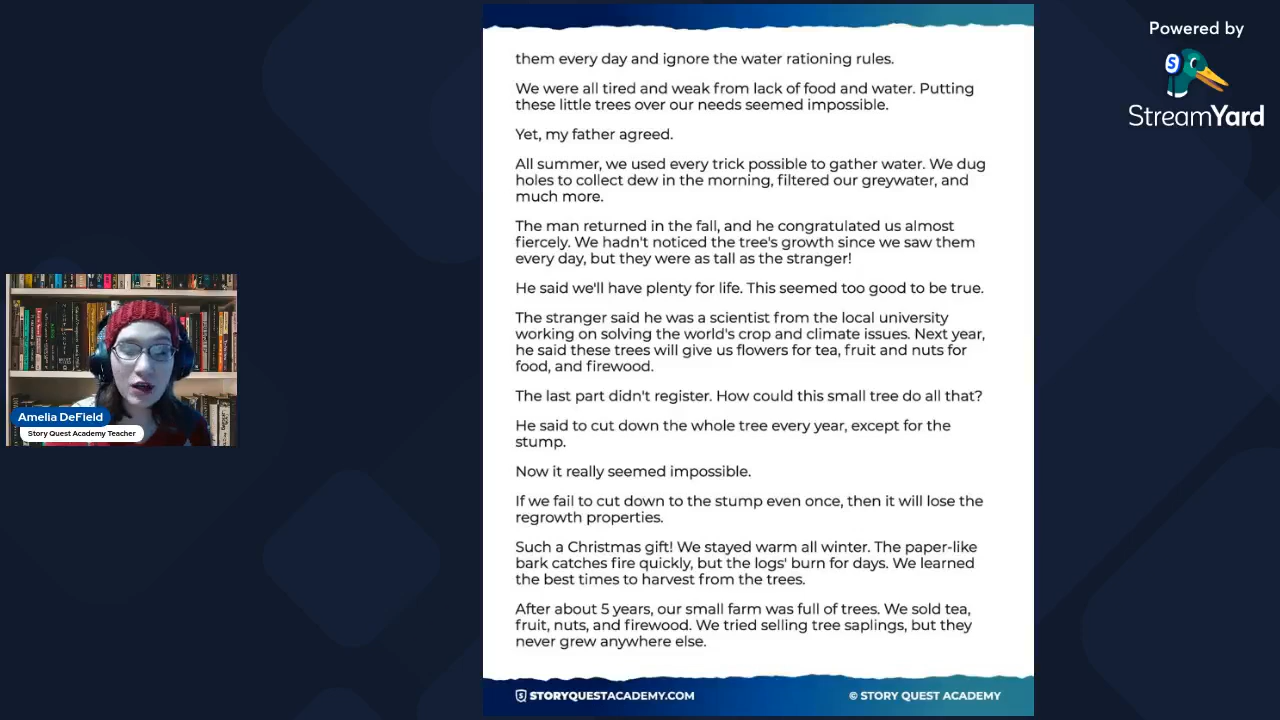 them every day and ignore the water rationing rules.
We were all tired and weak from lack of food and water. Putting
these little trees over our needs seemed impossible.
Yet, my father agreed.
All summer, we used every trick possible to gather water. We dug
holes to collect dew in the morning, filtered our greywater, and
much more.
The man returned in the fall, and he congratulated us almost
fiercely. We hadn't noticed the tree's growth since we saw them
every day, but they were as tall as the stranger!
He said we'll have plenty for life. This seemed too good to be true.
The stranger said he was a scientist from the local university
working on solving the world's crop and climate issues. Next year,
he said these trees will give us flowers for tea, fruit and nuts for
food, and firewood.
The last part didn't register. How could this small tree do all that?
He said to cut down the whole tree every year, except for the
stump.
Now it really seemed impossible.
If we fail to cut down to the stump even once, then it will lose the
regrowth properties.
Such a Christmas gift! We stayed warm all winter. The paper-like
bark catches fire quickly, but the logs' burn for days. We learned
the best times to harvest from the trees.
After about 5 years, our small farm was full of trees. We sold tea,
fruit, nuts, and firewood. We tried selling tree saplings, but they
never grew anywhere else.
STORYQUESTACADEMY.COM
© STORY QUEST ACADEMY
Amelia DeField
Story Quest Academy Teacher
Powered by
S
StreamYard